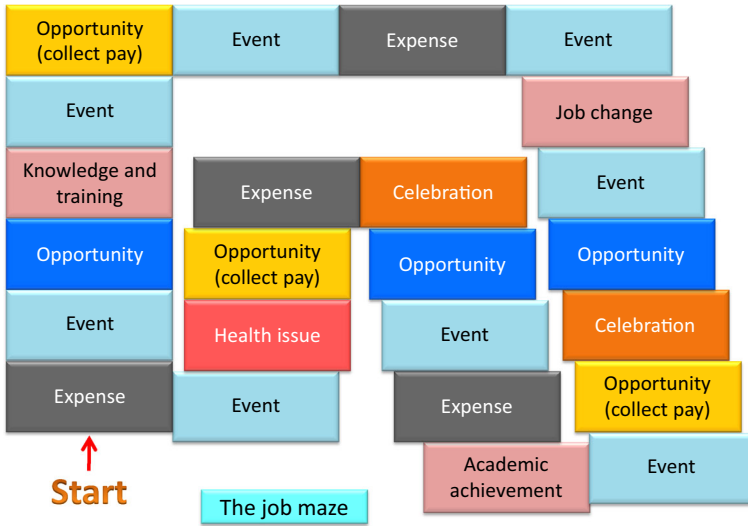 Opportunity
(collect pay)
Event
Expense
Event
Event
Job change
Knowledge and
training
Expense
Celebration
Event
Opportunity
Opportunity
(collect pay)
Opportunity
Opportunity
Event
Health issue
Event
Celebration
Expense
Event
Expense
Opportunity
(collect pay)
Academic
achievement
Event
Start
The job maze